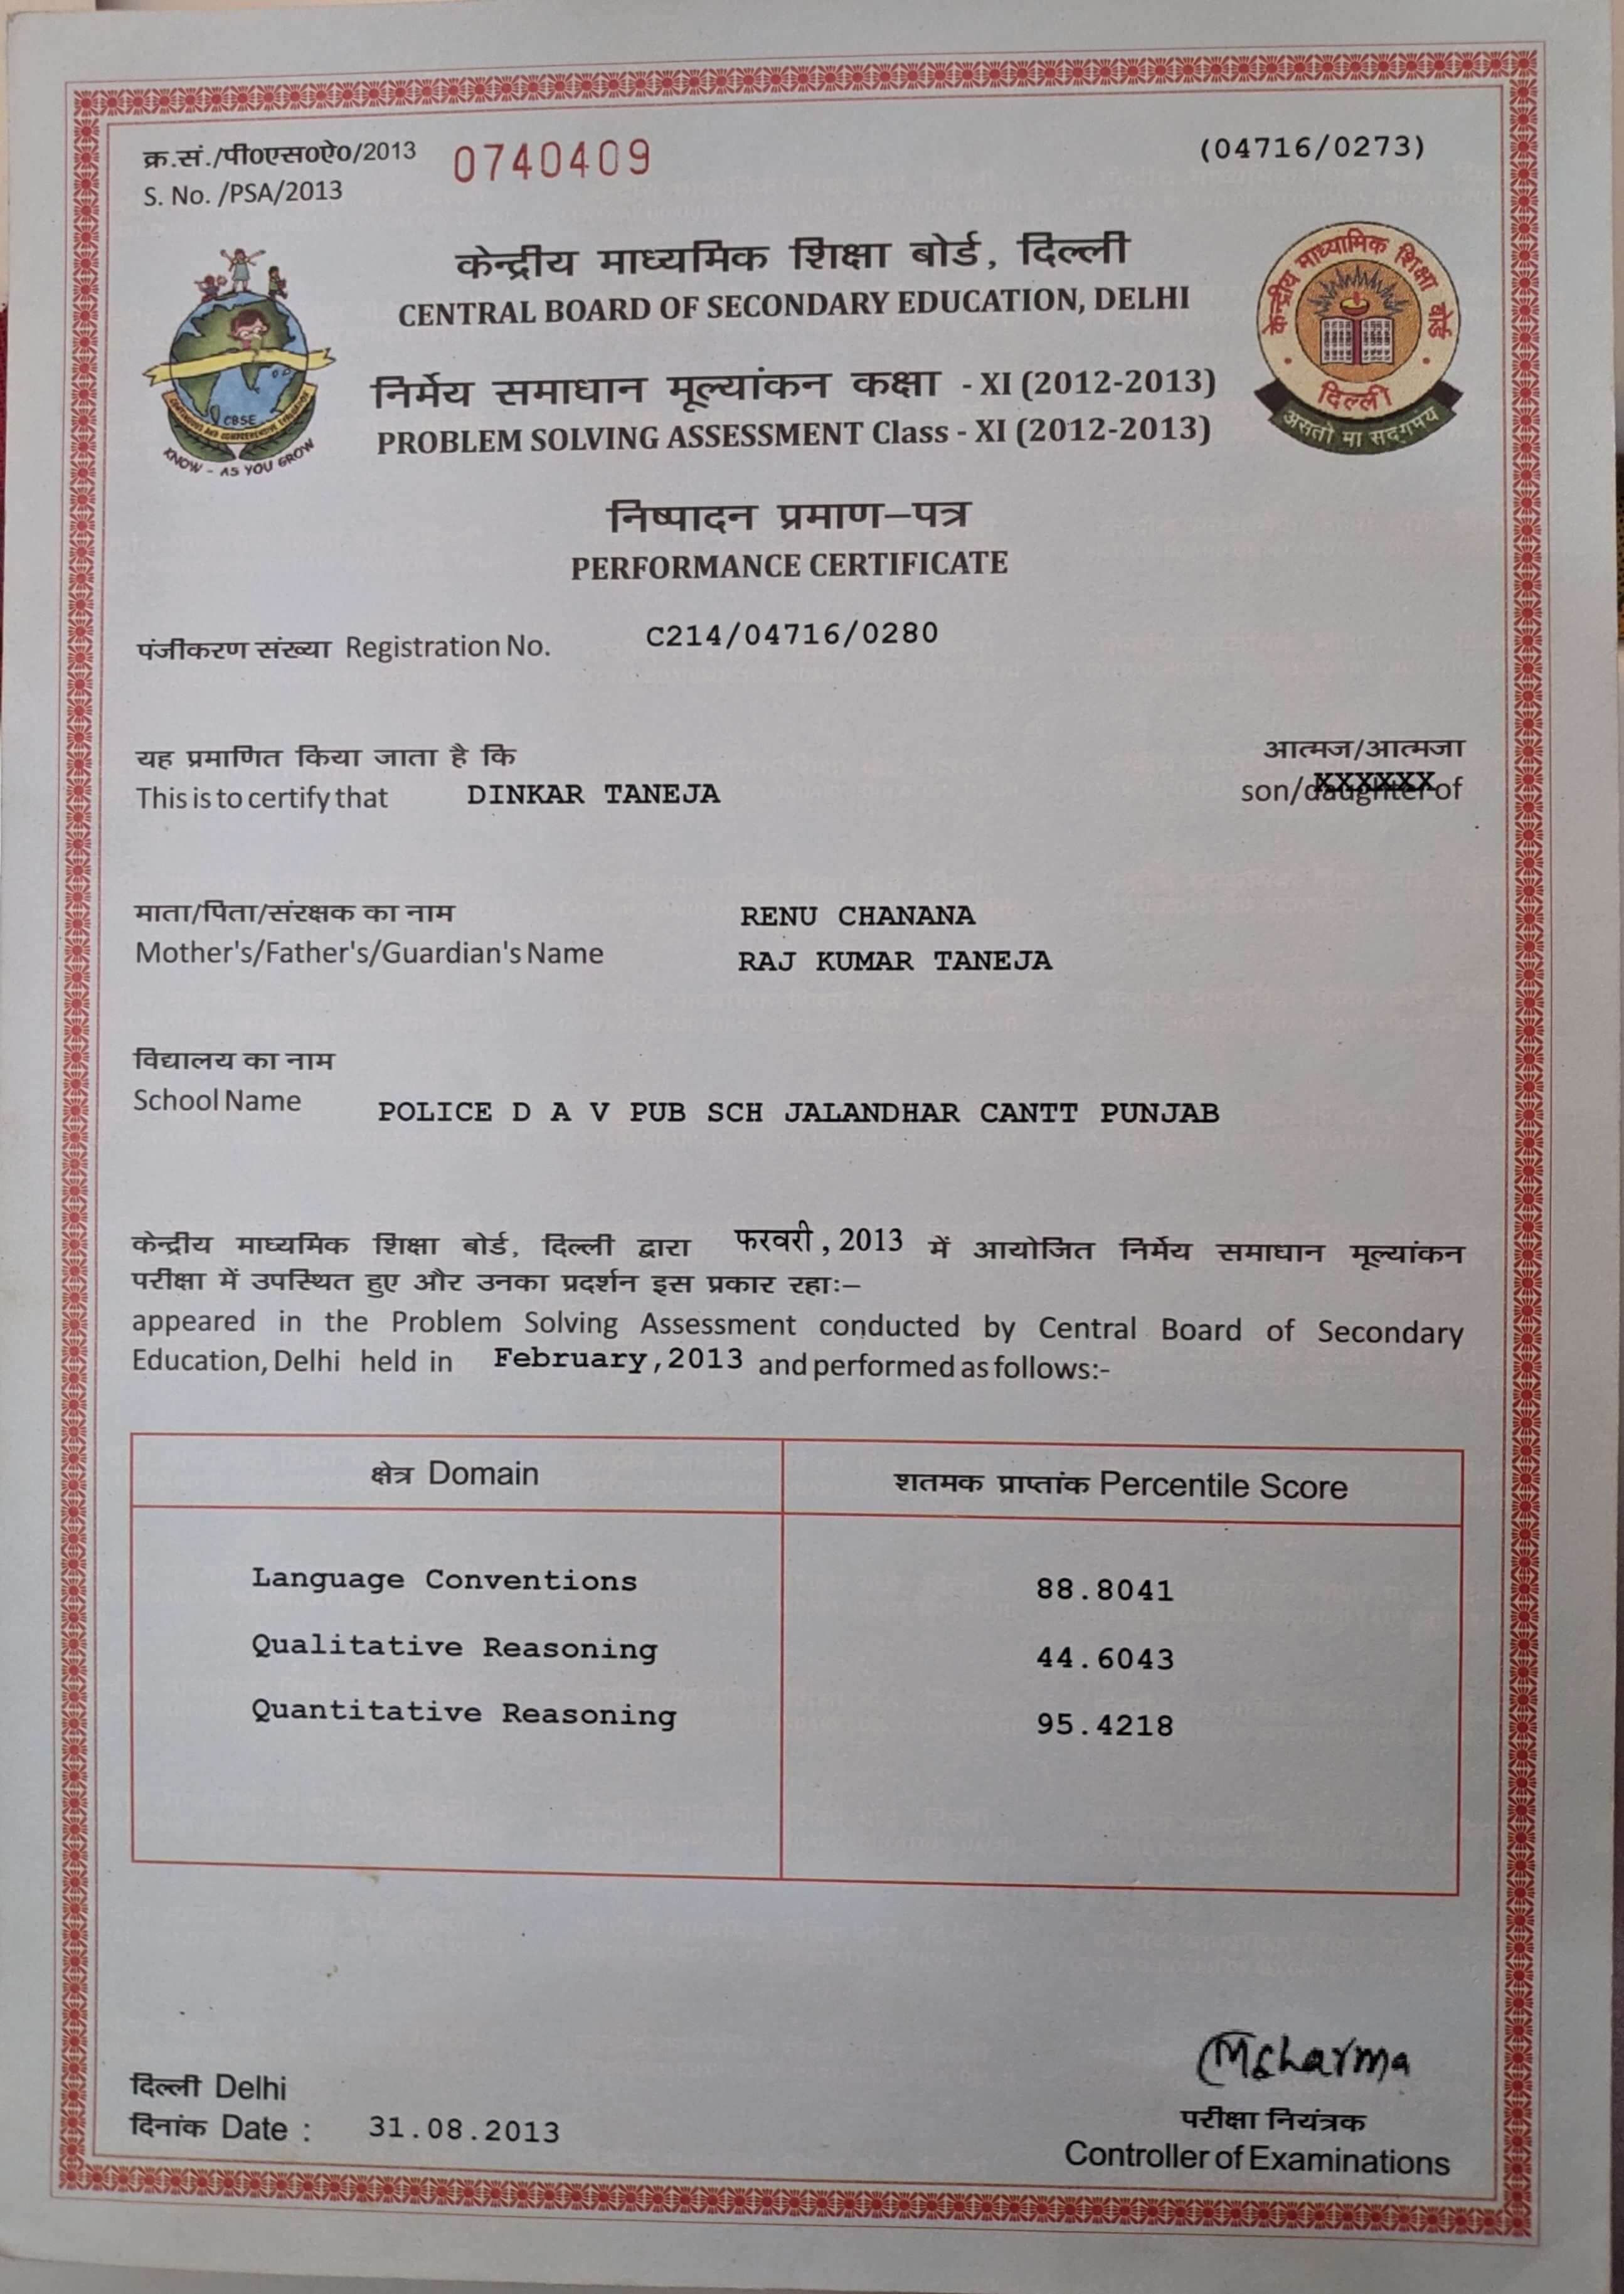 क्र.सं./पी०एस०ऐ०/2013 0740409 (04716/0273)
S. No. /PSA/2013
केन्द्रीय माध्यमिक शिक्षा बोर्ड, दिल्ली
CENTRAL BOARD OF SECONDARY EDUCATION, DELHI
निर्मेय समाधान मूल्यांकन कक्षा - XI (2012-2013)
PROBLEM SOLVING ASSESSMENT Class - XI (2012-2013)
CBSE
CONTINUOUS AND COMPREHENSIVE EVALUATION
KNOW - AS YOU GROW
केन्द्रीय माध्यामिक शिक्षा बोर्ड
दिल्ली
असतो मा सद्गमय
निष्पादन प्रमाण–पत्र
PERFORMANCE CERTIFICATE
पंजीकरण संख्या Registration No. C214/04716/0280
यह प्रमाणित किया जाता है कि आत्मज/आत्मजा
This is to certify that DINKAR TANEJA son/daughter of
XXXXXX
माता/पिता/संरक्षक का नाम RENU CHANANA
Mother's/Father's/Guardian's Name RAJ KUMAR TANEJA
विद्यालय का नाम
School Name POLICE D A V PUB SCH JALANDHAR CANTT PUNJAB
केन्द्रीय माध्यमिक शिक्षा बोर्ड, दिल्ली द्वारा फरवरी, 2013 में आयोजित निर्मेय समाधान मूल्यांकन
परीक्षा में उपस्थित हुए और उनका प्रदर्शन इस प्रकार रहाः–
appeared in the Problem Solving Assessment conducted by Central Board of Secondary
Education, Delhi held in February,2013 and performed as follows:-
क्षेत्र Domain शतमक प्राप्तांक Percentile Score
Language Conventions 88.8041
Qualitative Reasoning 44.6043
Quantitative Reasoning 95.4218
MSharma
दिल्ली Delhi परीक्षा नियंत्रक
दिनांक Date : 31.08.2013 Controller of Examinations